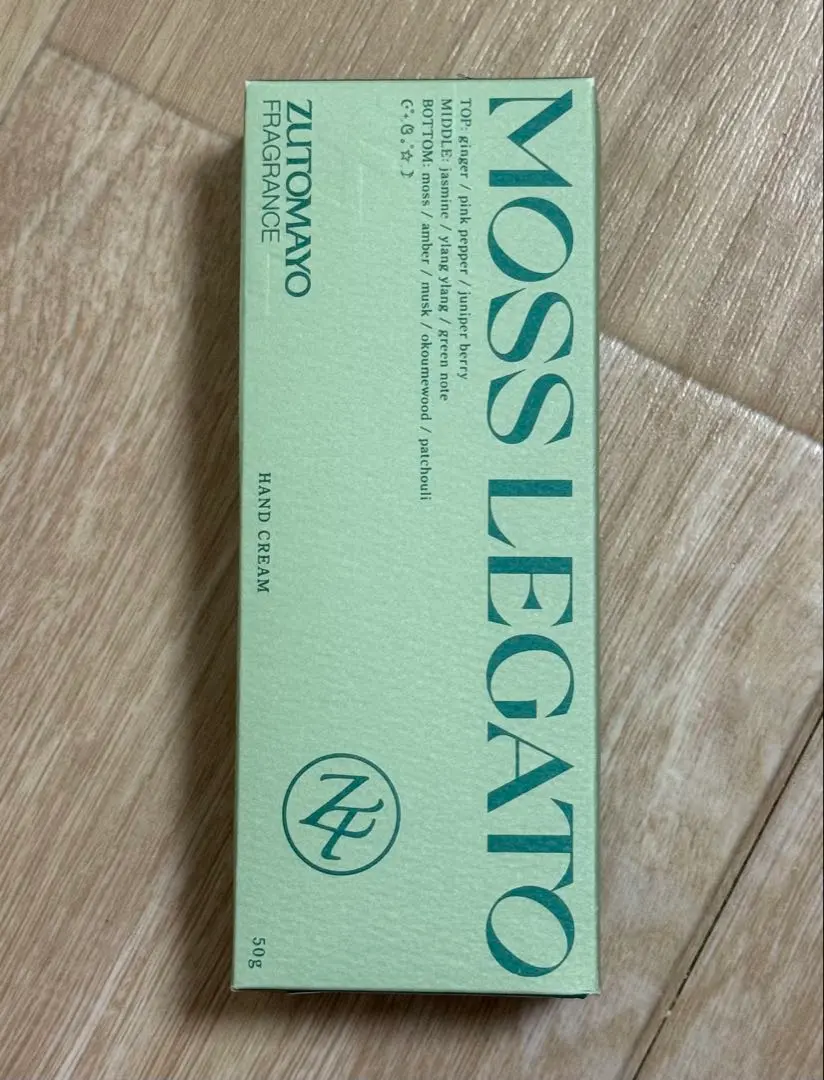 MOSS LEGATO
TOP: ginger / pink pepper / juniper berry
MIDDLE: jasmine / ylang ylang / green note
BOTTOM: moss / amber / musk / okoumewood / patchouli
ZUTOMAYO
FRAGRANCE
HAND CREAM
50g